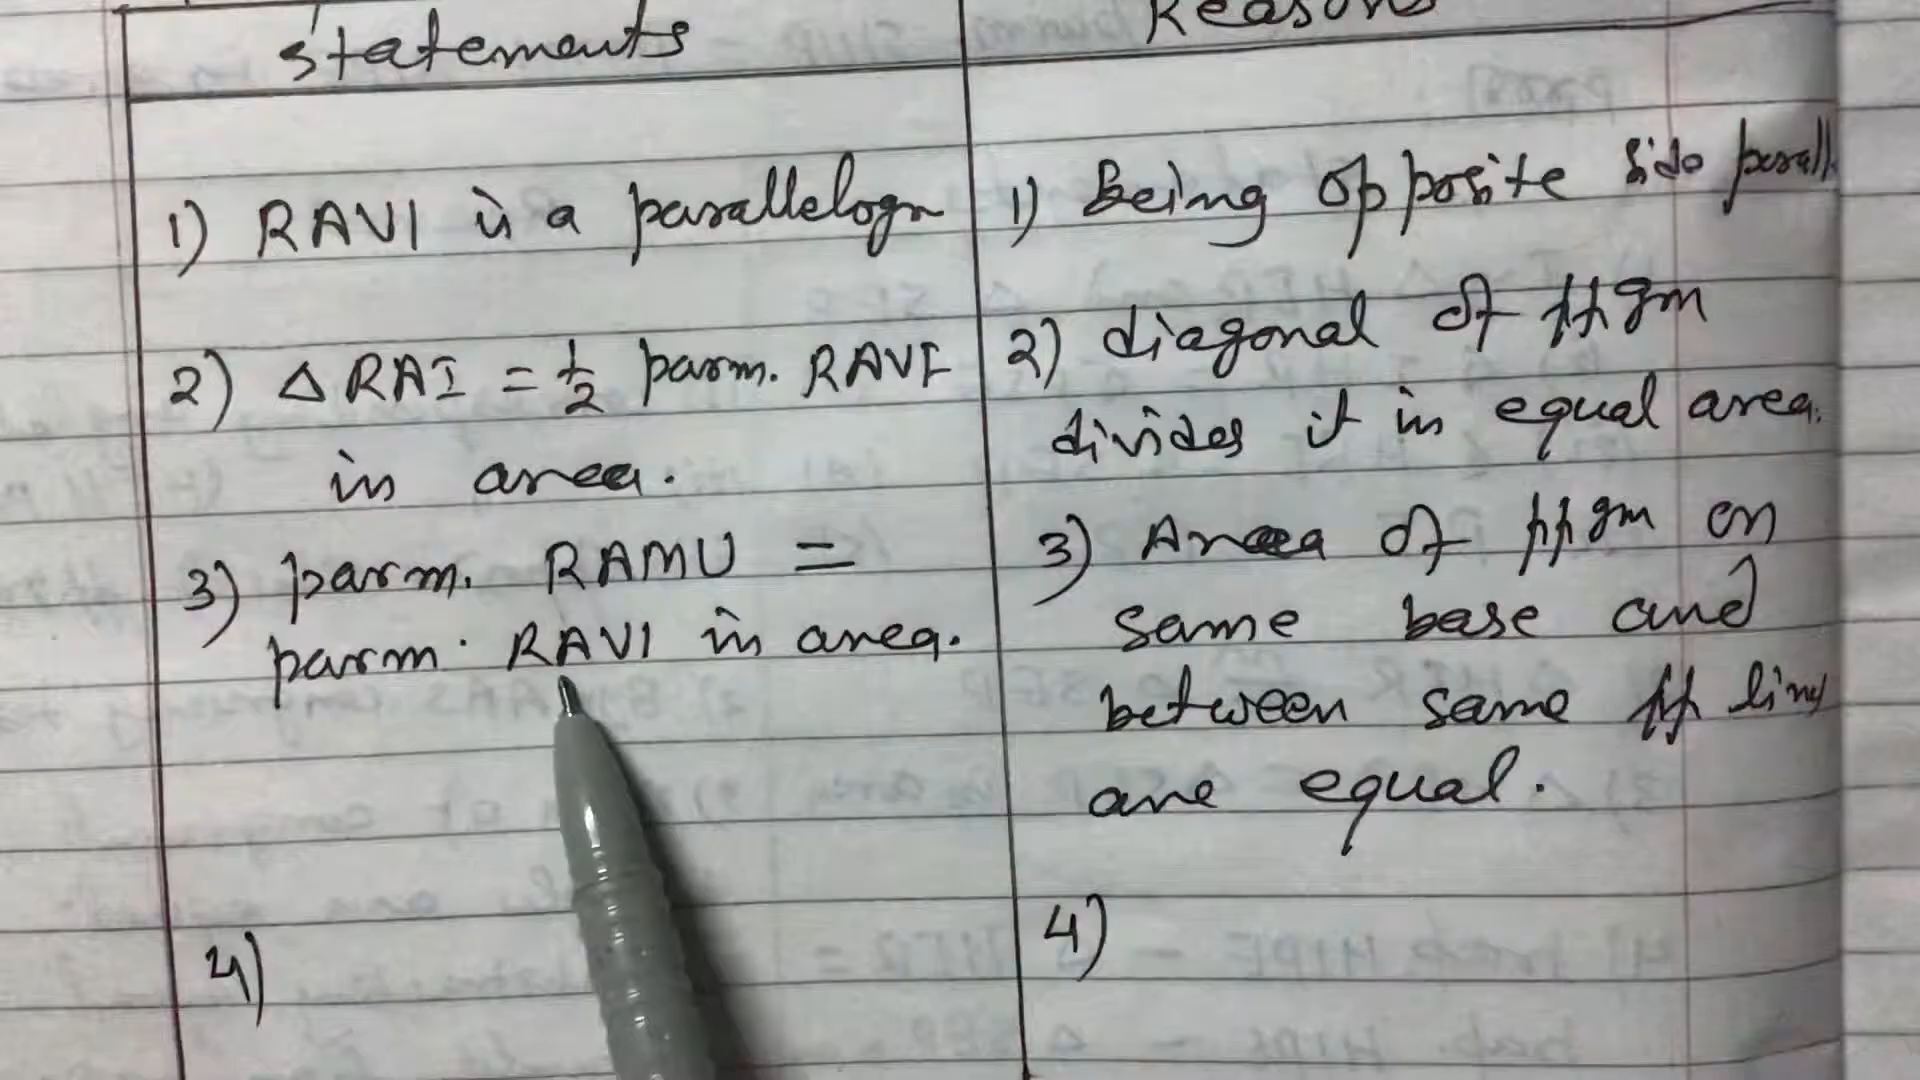 Statements
Reasons
1) RAVI is a parallelogm
1) Being opposite side parall
2) △RAI = 1/2 parm. RAVI
in area.
2) diagonal of ||gm
divides it in equal area.
3) parm. RAMU =
parm. RAVI in area.
3) Area of ||gm on
same base and
between same || line
are equal.
4)
4)